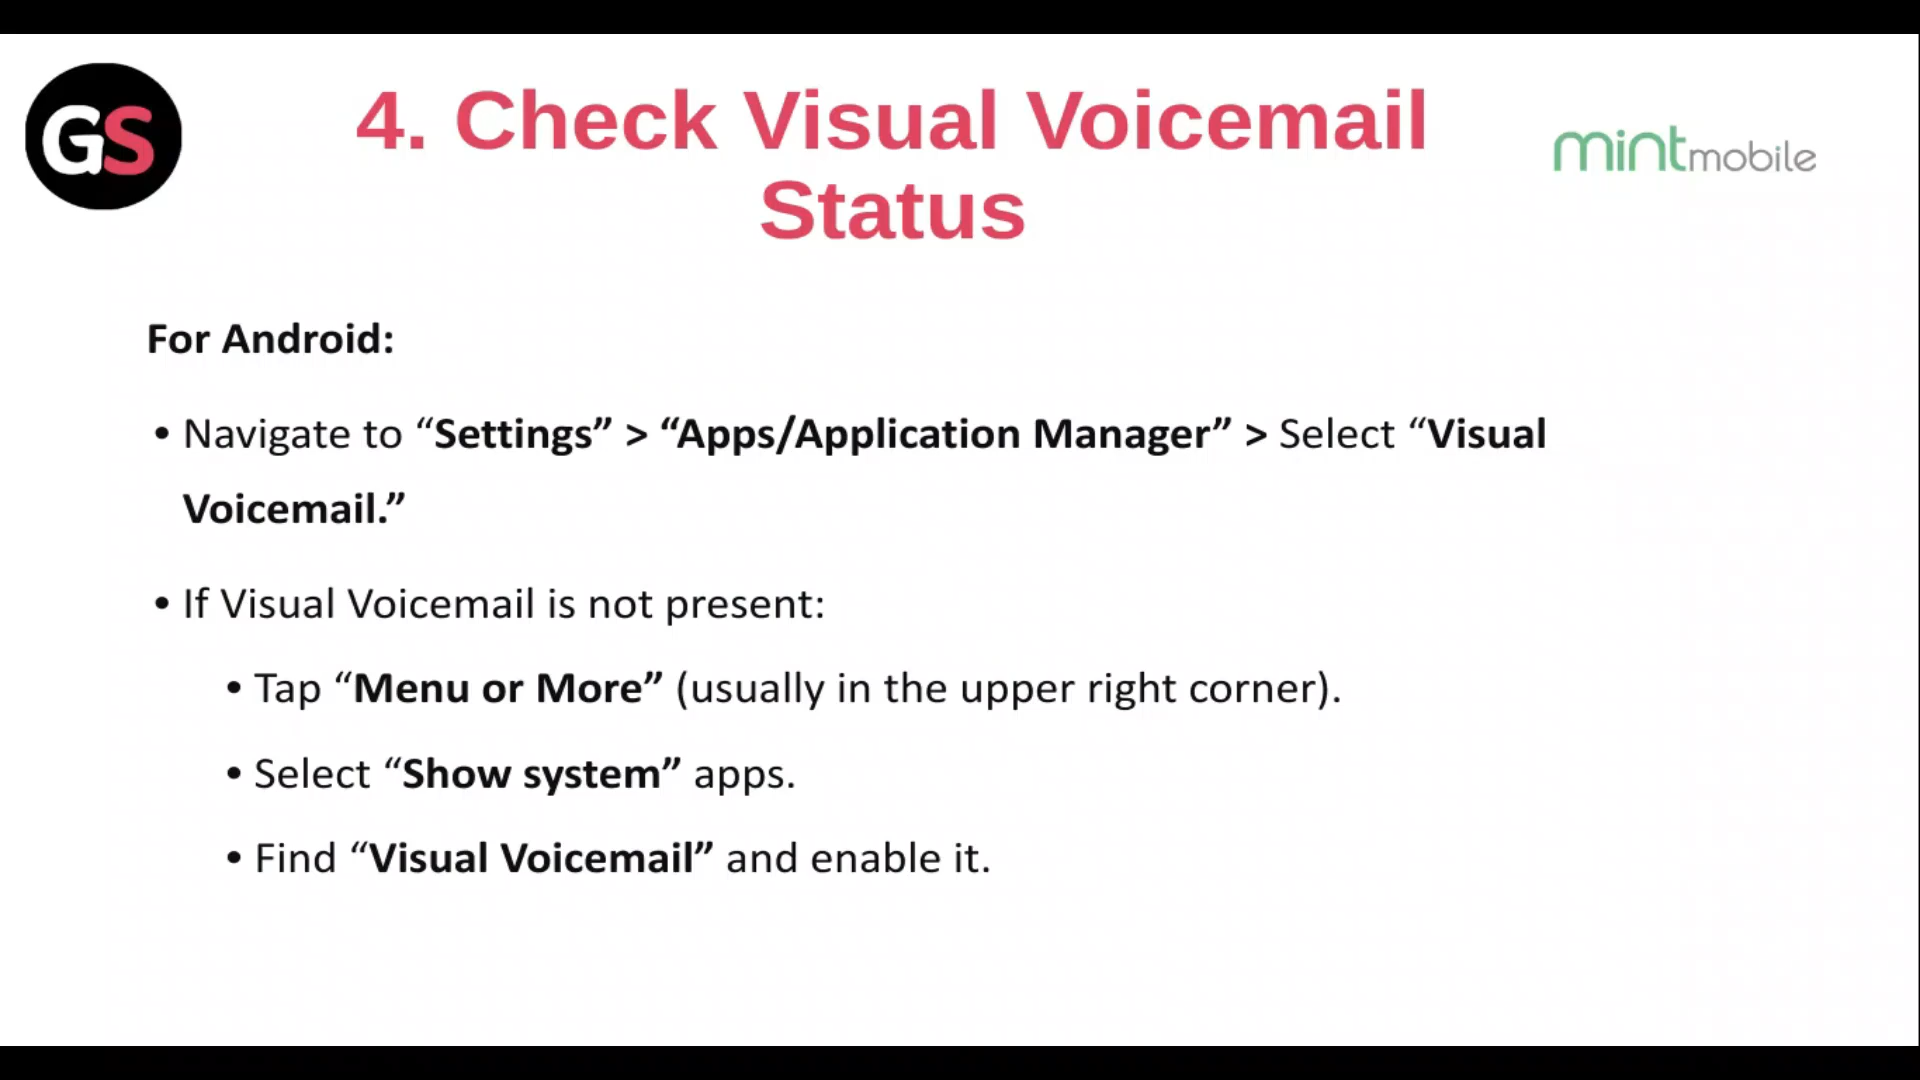 GS
4. Check Visual Voicemail
Status
mintmobile
For Android:
• Navigate to “Settings” > “Apps/Application Manager” > Select “Visual
Voicemail.”
• If Visual Voicemail is not present:
• Tap “Menu or More” (usually in the upper right corner).
• Select “Show system” apps.
• Find “Visual Voicemail” and enable it.